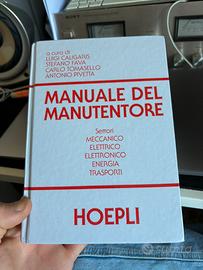 a cura di
LUIGI CALIGARIS
STEFANO FAVA
CARLO TOMASELLO
ANTONIO PIVETTA
MANUALE DEL
MANUTENTORE
Settori
MECCANICO
ELETTRICO
ELETTRONICO
ENERGIA
TRASPORTI
HOEPLI